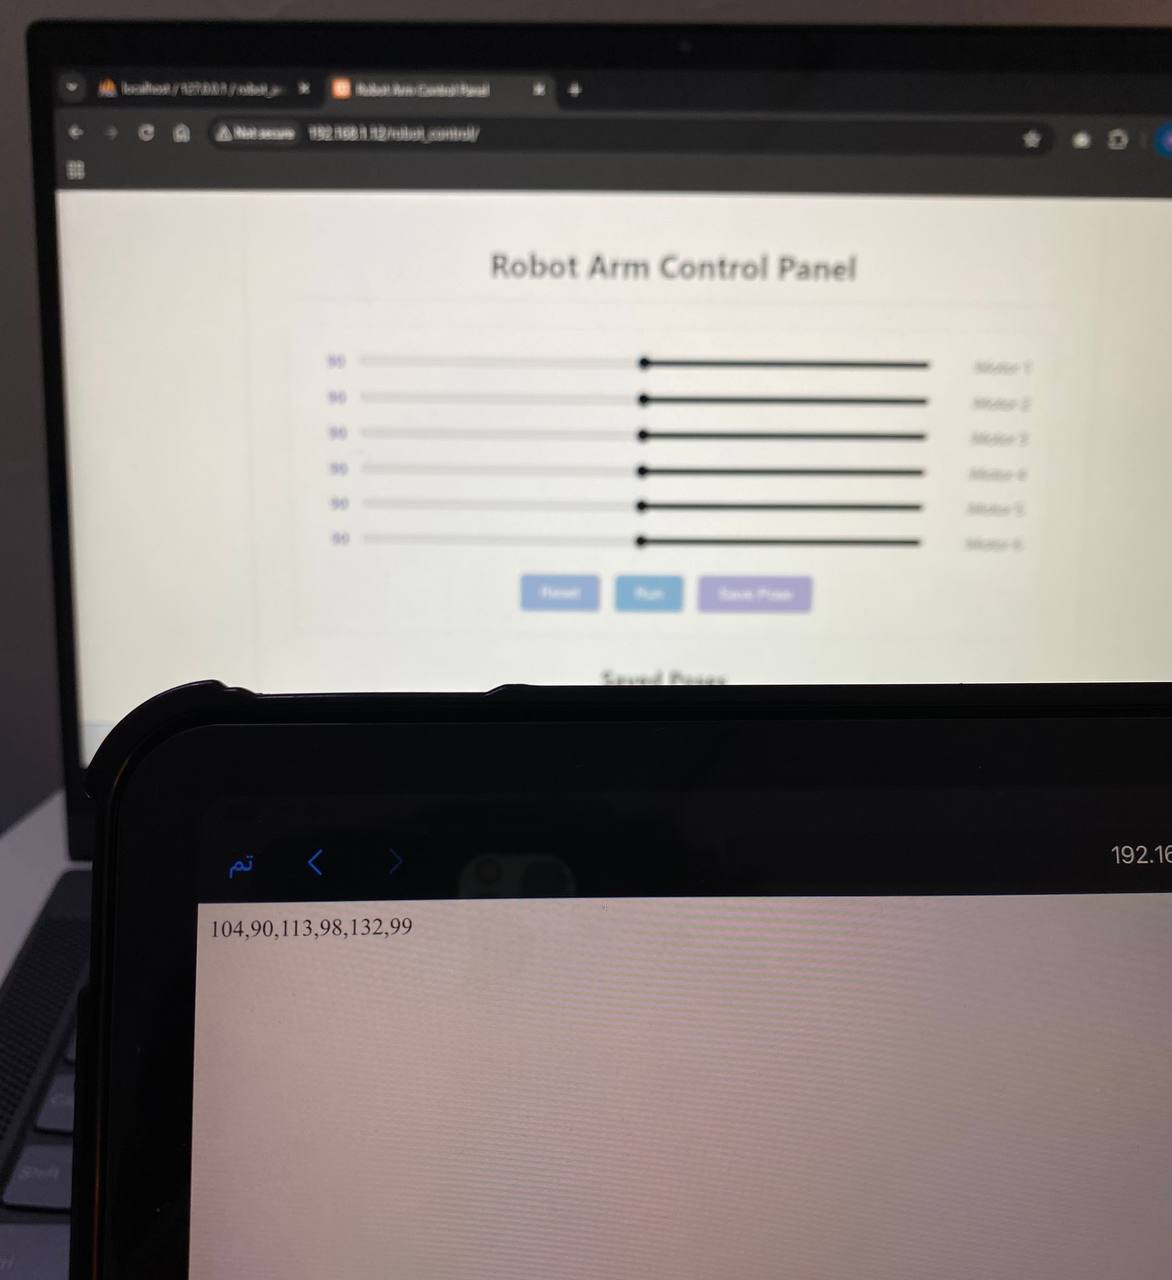 localhost / 127.0.0.1 / robot_a
Robot Arm Control Panel
Not secure 192.168.1.12/robot_control/
Robot Arm Control Panel
90 Motor 1
90 Motor 2
90 Motor 3
90 Motor 4
90 Motor 5
90 Motor 6
Reset Run Save Pose
Saved Poses
تم
192.16
104,90,113,98,132,99
Shift